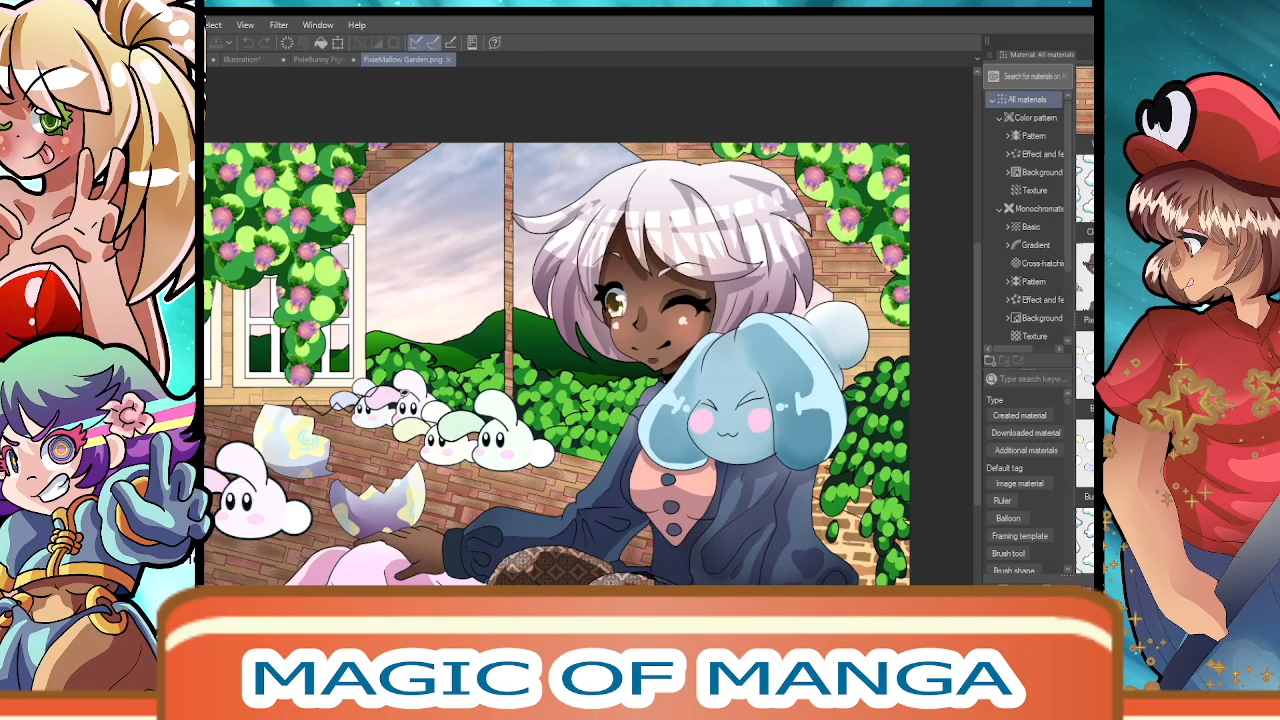 elect View Filter Window Help
Illustration* PixieBunny Plgr PixieMallow Garden.png
Material: All materials
Search for materials on
All materials
Color pattern
Pattern
Effect and fe
Background
Texture
Monochromatic
Basic
Gradient
Cross-hatchin
Pattern
Effect and fe
Background
Texture
Type search keyw...
Type
Created material
Downloaded material
Additional materials
Default tag
Image material
Ruler
Balloon
Framing template
Brush tool
Brush shape
MAGIC OF MANGA